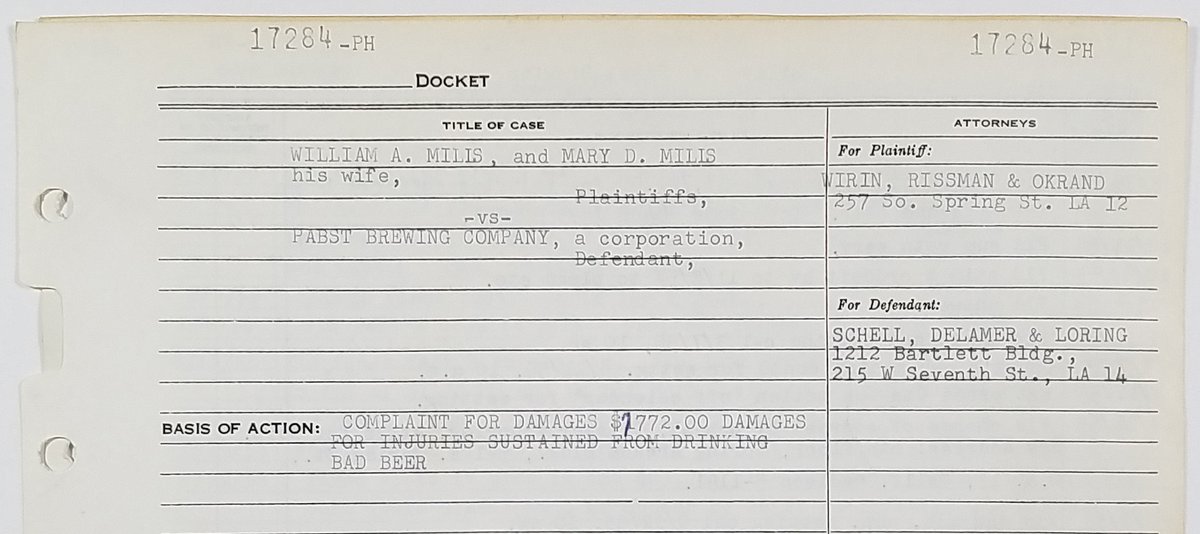 17284-PH 17284-PH
DOCKET
TITLE OF CASE
WILLIAM A. MILIS, and MARY D. MILIS
his wife,
Plaintiffs,
-vs-
PABST BREWING COMPANY, a corporation,
Defendant,
ATTORNEYS
For Plaintiff:
WIRIN, RISSMAN & OKRAND
257 So. Spring St. LA I2
For Defendant:
SCHELL, DELAMER & LORING
1212 Bartlett Bldg.,
215 W Seventh St., LA 14
BASIS OF ACTION: COMPLAINT FOR DAMAGES $1772.00 DAMAGES
FOR INJURIES SUSTAINED FROM DRINKING
BAD BEER